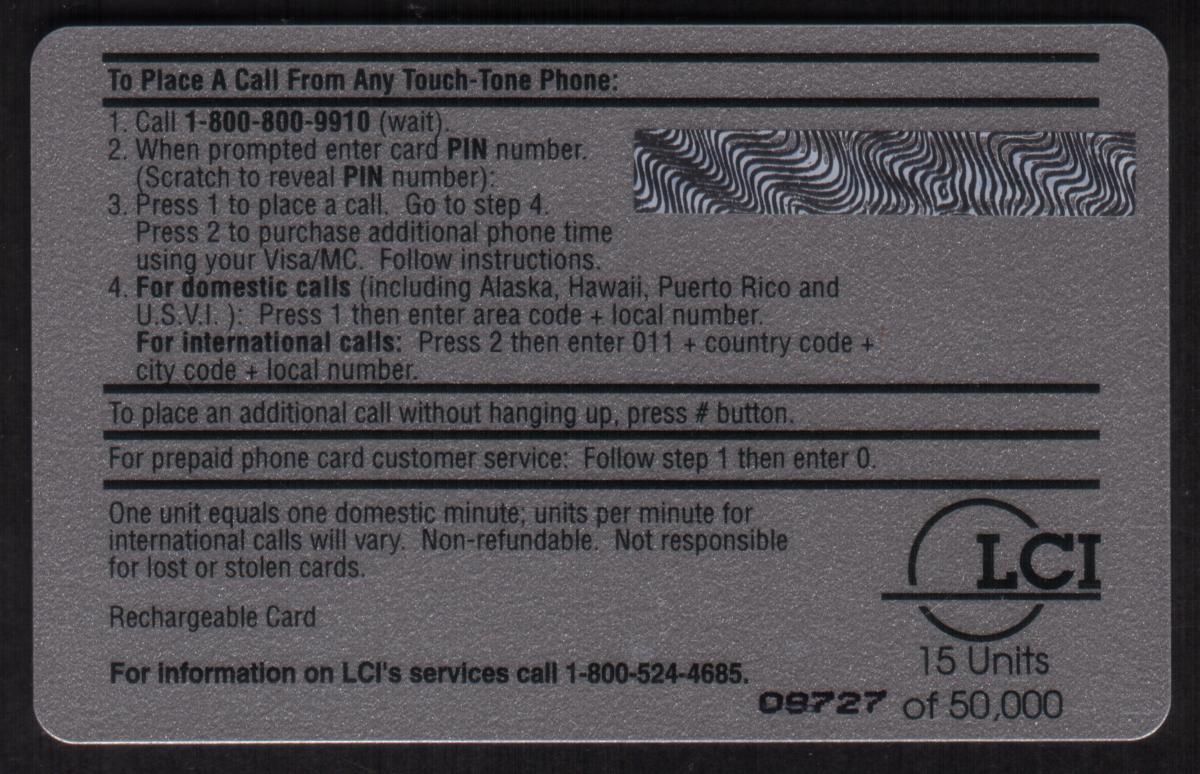 To Place A Call From Any Touch-Tone Phone:
1. Call 1-800-800-9910 (wait).
2. When prompted enter card PIN number.
(Scratch to reveal PIN number):
3. Press 1 to place a call. Go to step 4.
Press 2 to purchase additional phone time
using your Visa/MC. Follow instructions.
4. For domestic calls (including Alaska, Hawaii, Puerto Rico and
U.S.V.I. ): Press 1 then enter area code + local number.
For international calls: Press 2 then enter 011 + country code +
city code + local number.
To place an additional call without hanging up, press # button.
For prepaid phone card customer service: Follow step 1 then enter 0.
One unit equals one domestic minute; units per minute for
international calls will vary. Non-refundable. Not responsible
for lost or stolen cards.
Rechargeable Card
For information on LCI's services call 1-800-524-4685.
LCI
15 Units
09727 of 50,000